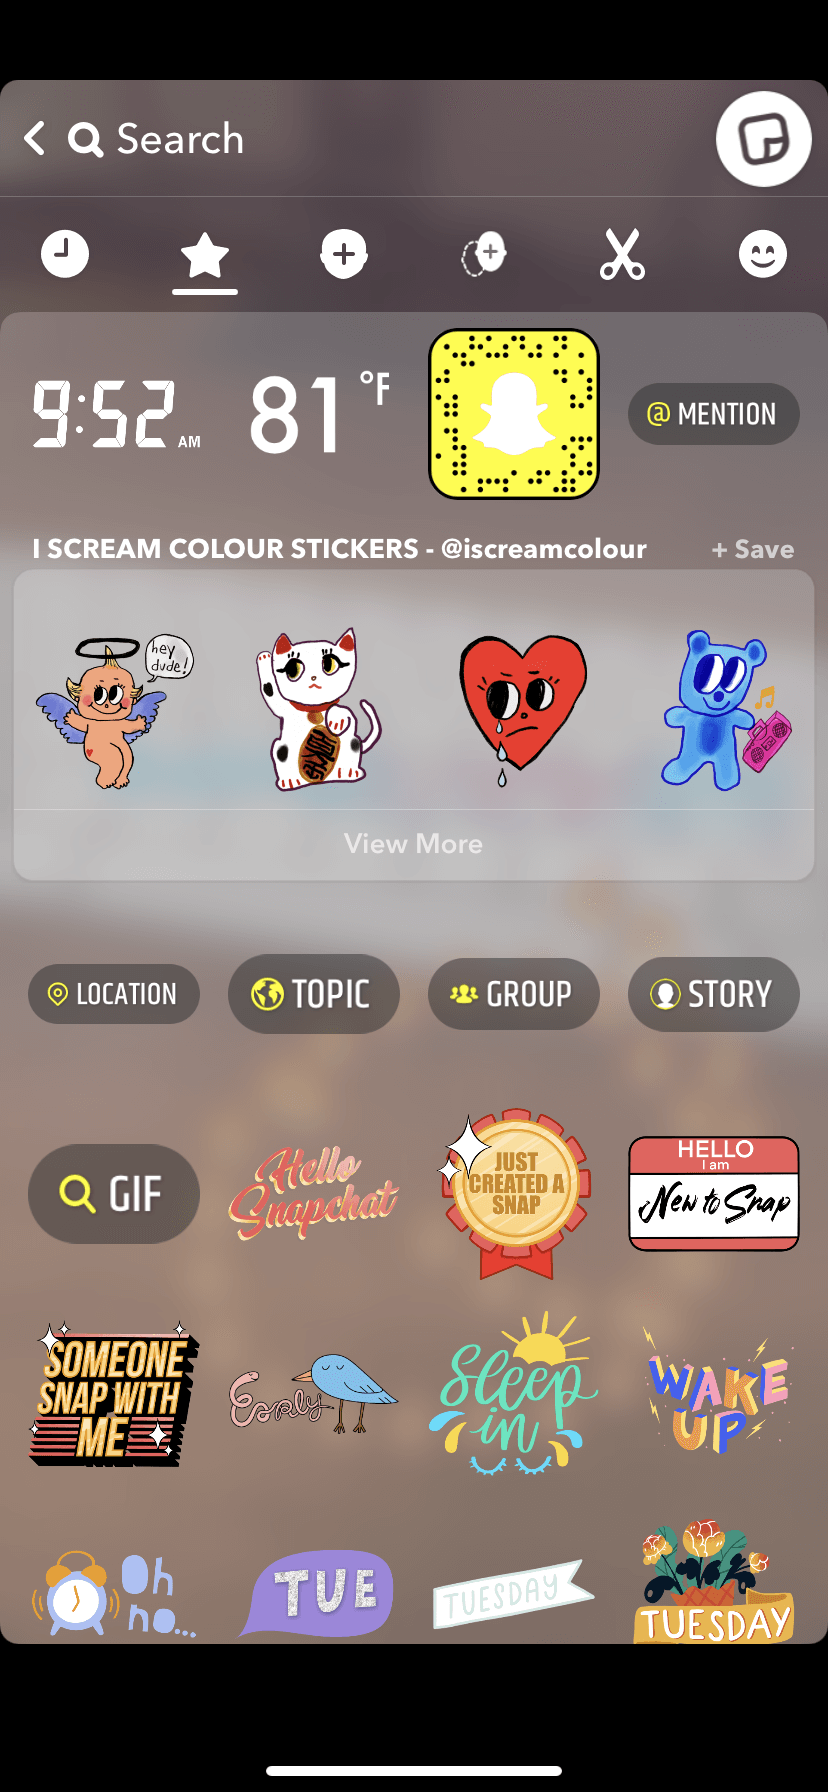 Search
9:52 AM
81 °F
@ MENTION
I SCREAM COLOUR STICKERS - @iscreamcolour
+ Save
hey
dude!
View More
LOCATION
TOPIC
GROUP
STORY
GIF
Hello
Snapchat
JUST
CREATED A
SNAP
HELLO
I am
New to Snap
SOMEONE
SNAP WITH
ME
Early
Sleep
in
WAKE
UP
Oh
no...
TUE
TUESDAY
TUESDAY